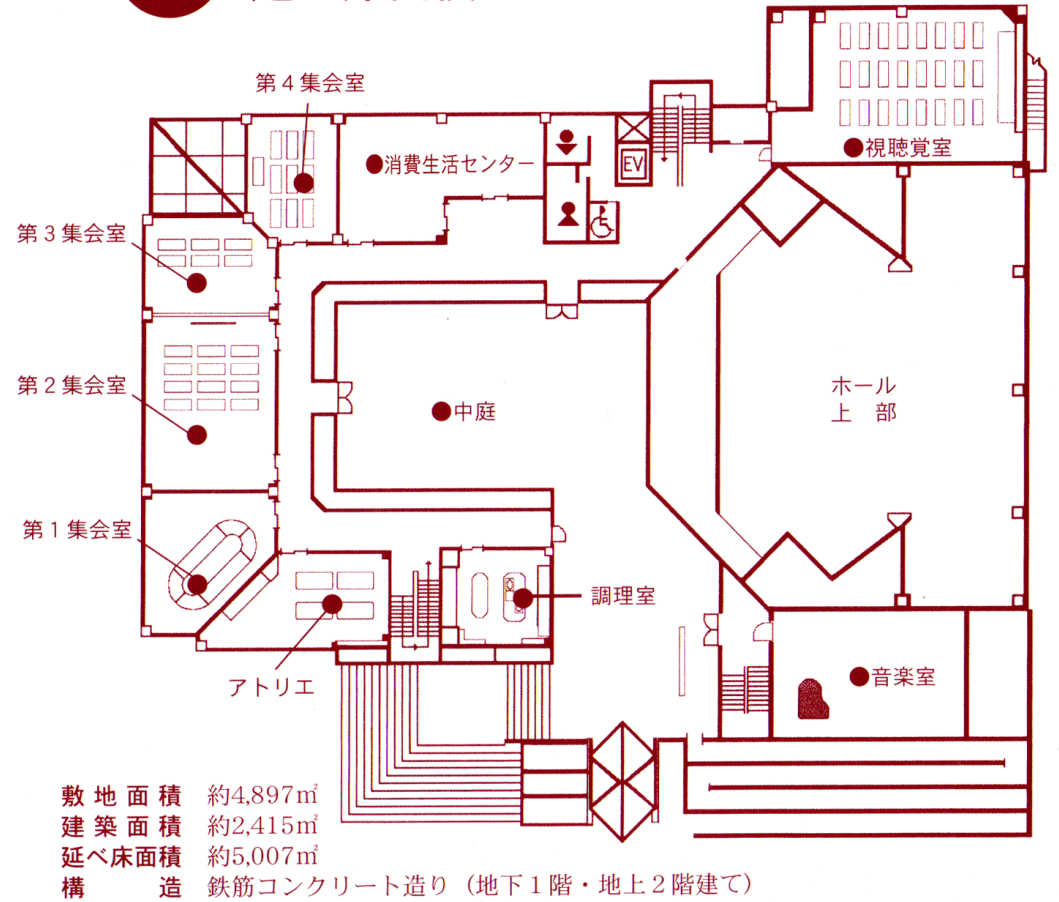 第４集会室
視聴覚室
消費生活センター
EV
第３集会室
第２集会室
中庭
ホール
上　部
第１集会室
調理室
アトリエ
音楽室
敷地面積　約4,897㎡
建築面積　約2,415㎡
延べ床面積　約5,007㎡
構　　造　鉄筋コンクリート造り（地下１階・地上２階建て）